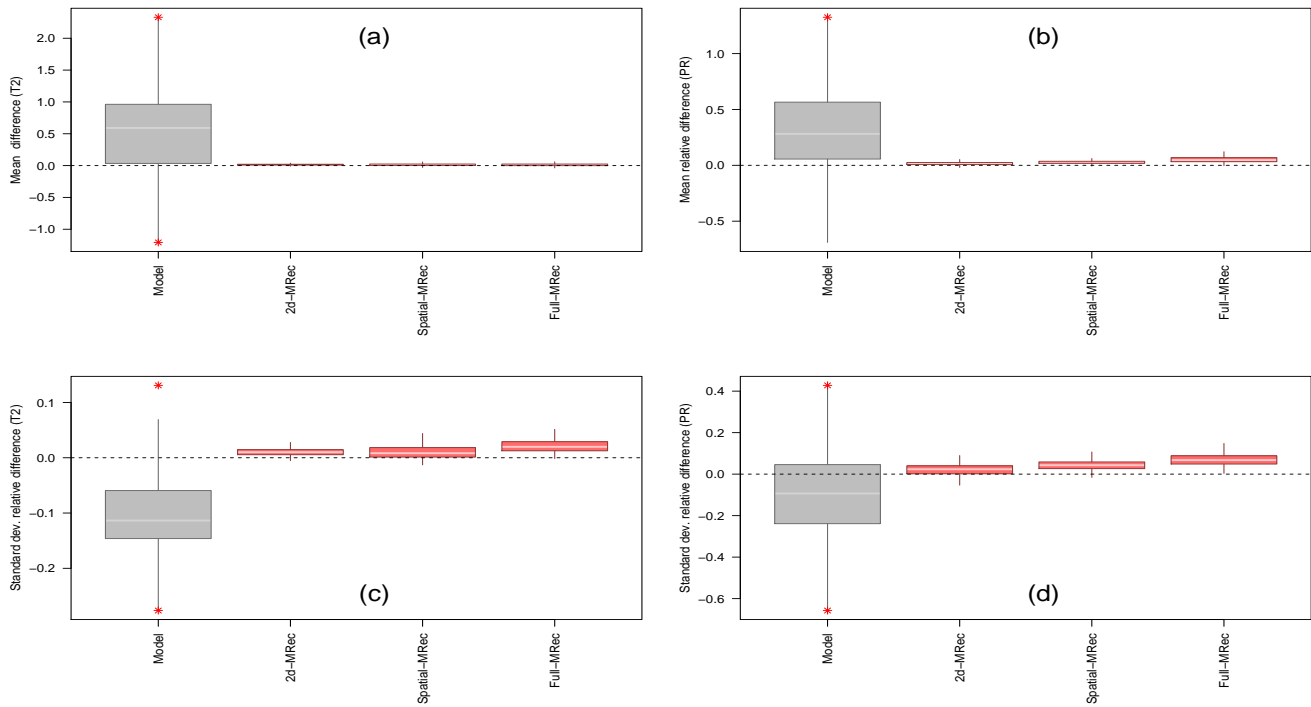 (a)
Mean difference (T2)
2.0
1.5
1.0
0.5
0.0
−0.5
−1.0
Model
2d−MRec
Spatial−MRec
Full−MRec
(b)
Mean relative difference (PR)
1.0
0.5
0.0
−0.5
Model
2d−MRec
Spatial−MRec
Full−MRec
(c)
Standard dev. relative difference (T2)
0.1
0.0
−0.1
−0.2
Model
2d−MRec
Spatial−MRec
Full−MRec
(d)
Standard dev. relative difference (PR)
0.4
0.2
0.0
−0.2
−0.4
−0.6
Model
2d−MRec
Spatial−MRec
Full−MRec